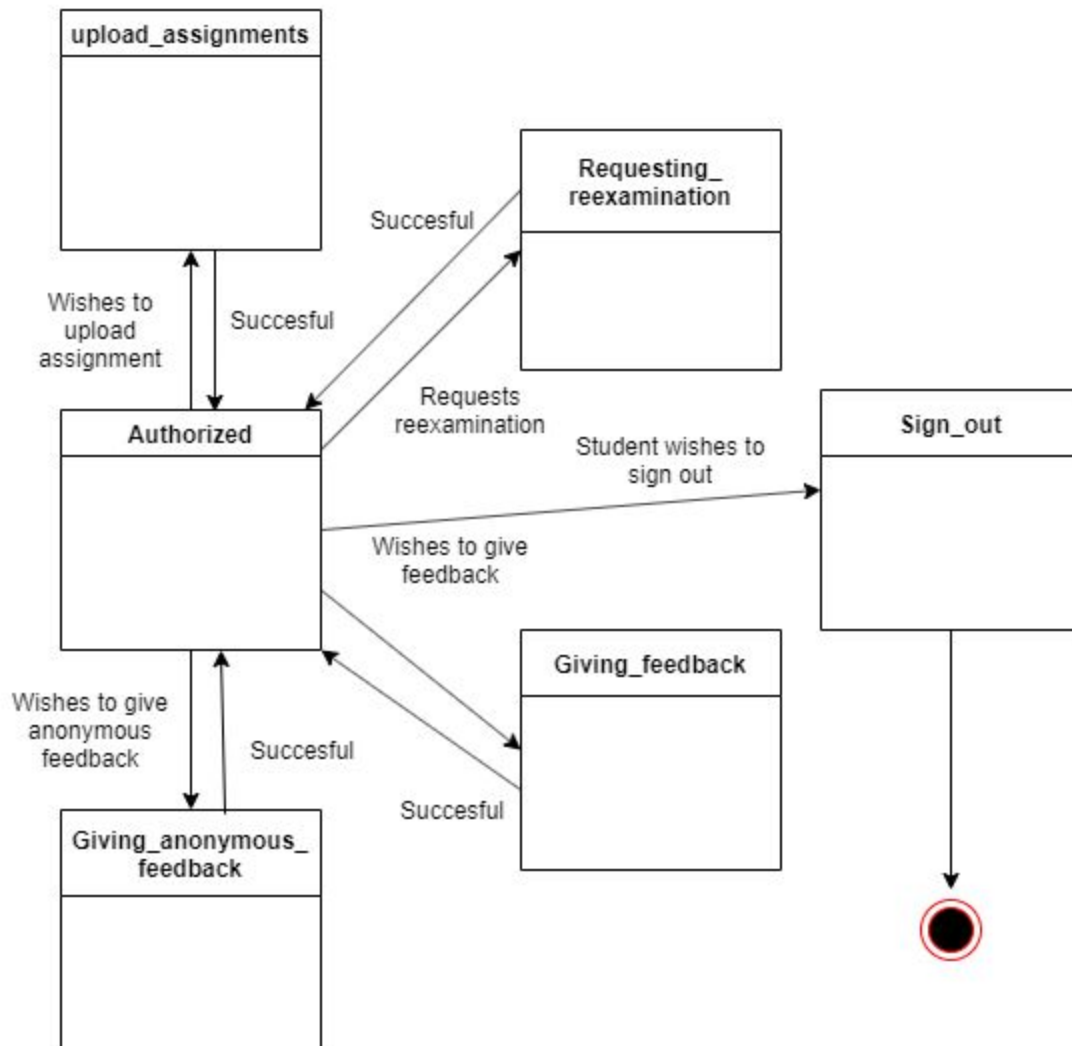 upload_assignments
Requesting_
reexamination
Succesful
Wishes to
upload
assignment
Succesful
Requests
reexamination
Authorized
Sign_out
Student wishes to
sign out
Wishes to give
feedback
Giving_feedback
Wishes to give
anonymous
feedback
Succesful
Succesful
Giving_anonymous_
feedback